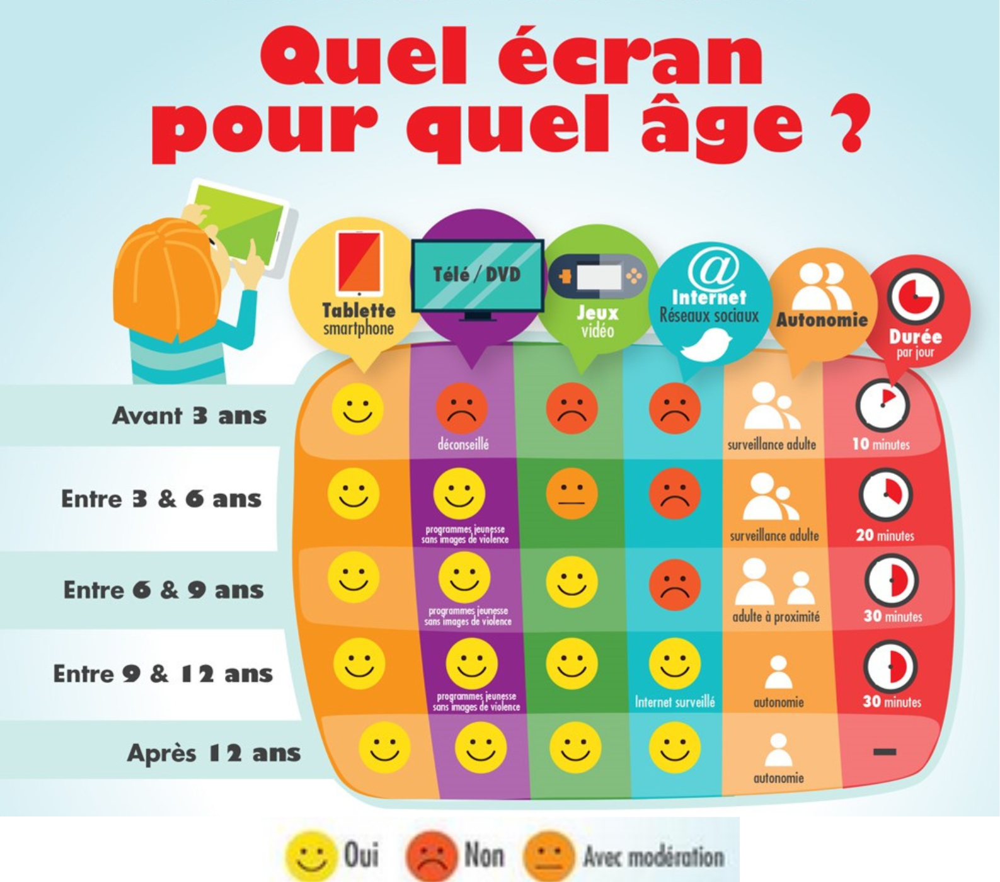 Quel écran
pour quel âge ?
Tablette
smartphone
Télé / DVD
Jeux
vidéo
@
Internet
Réseaux sociaux
Autonomie
Durée
par jour
Avant 3 ans
déconseillé
surveillance adulte
10 minutes
Entre 3 & 6 ans
programmes jeunesse
sans images de violence
surveillance adulte
20 minutes
Entre 6 & 9 ans
programmes jeunesse
sans images de violence
adulte à proximité
30 minutes
Entre 9 & 12 ans
programmes jeunesse
sans images de violence
Internet surveillé
autonomie
30 minutes
Après 12 ans
autonomie
-
Oui
Non
Avec modération